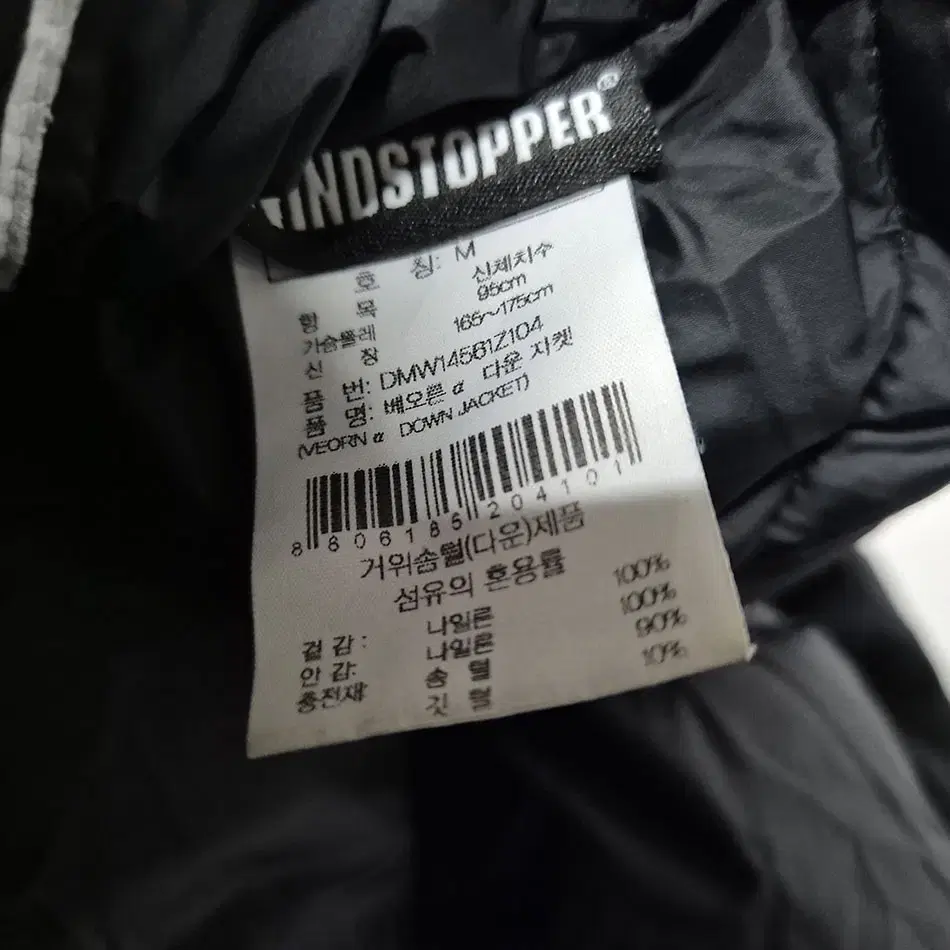 WINDSTOPPER®
호 칭: M
항 목 신체치수
가슴둘레 95cm
신 장 165~175cm
품 번: DMW14561Z104
품 명: 베오른 α 다운 자켓
(VEORN α DOWN JACKET)
8 806185 204101
거위솜털(다운)제품
섬유의 혼용률
겉 감: 나일론 100%
안 감: 나일론 100%
충전재: 솜 털 90%
깃 털 10%